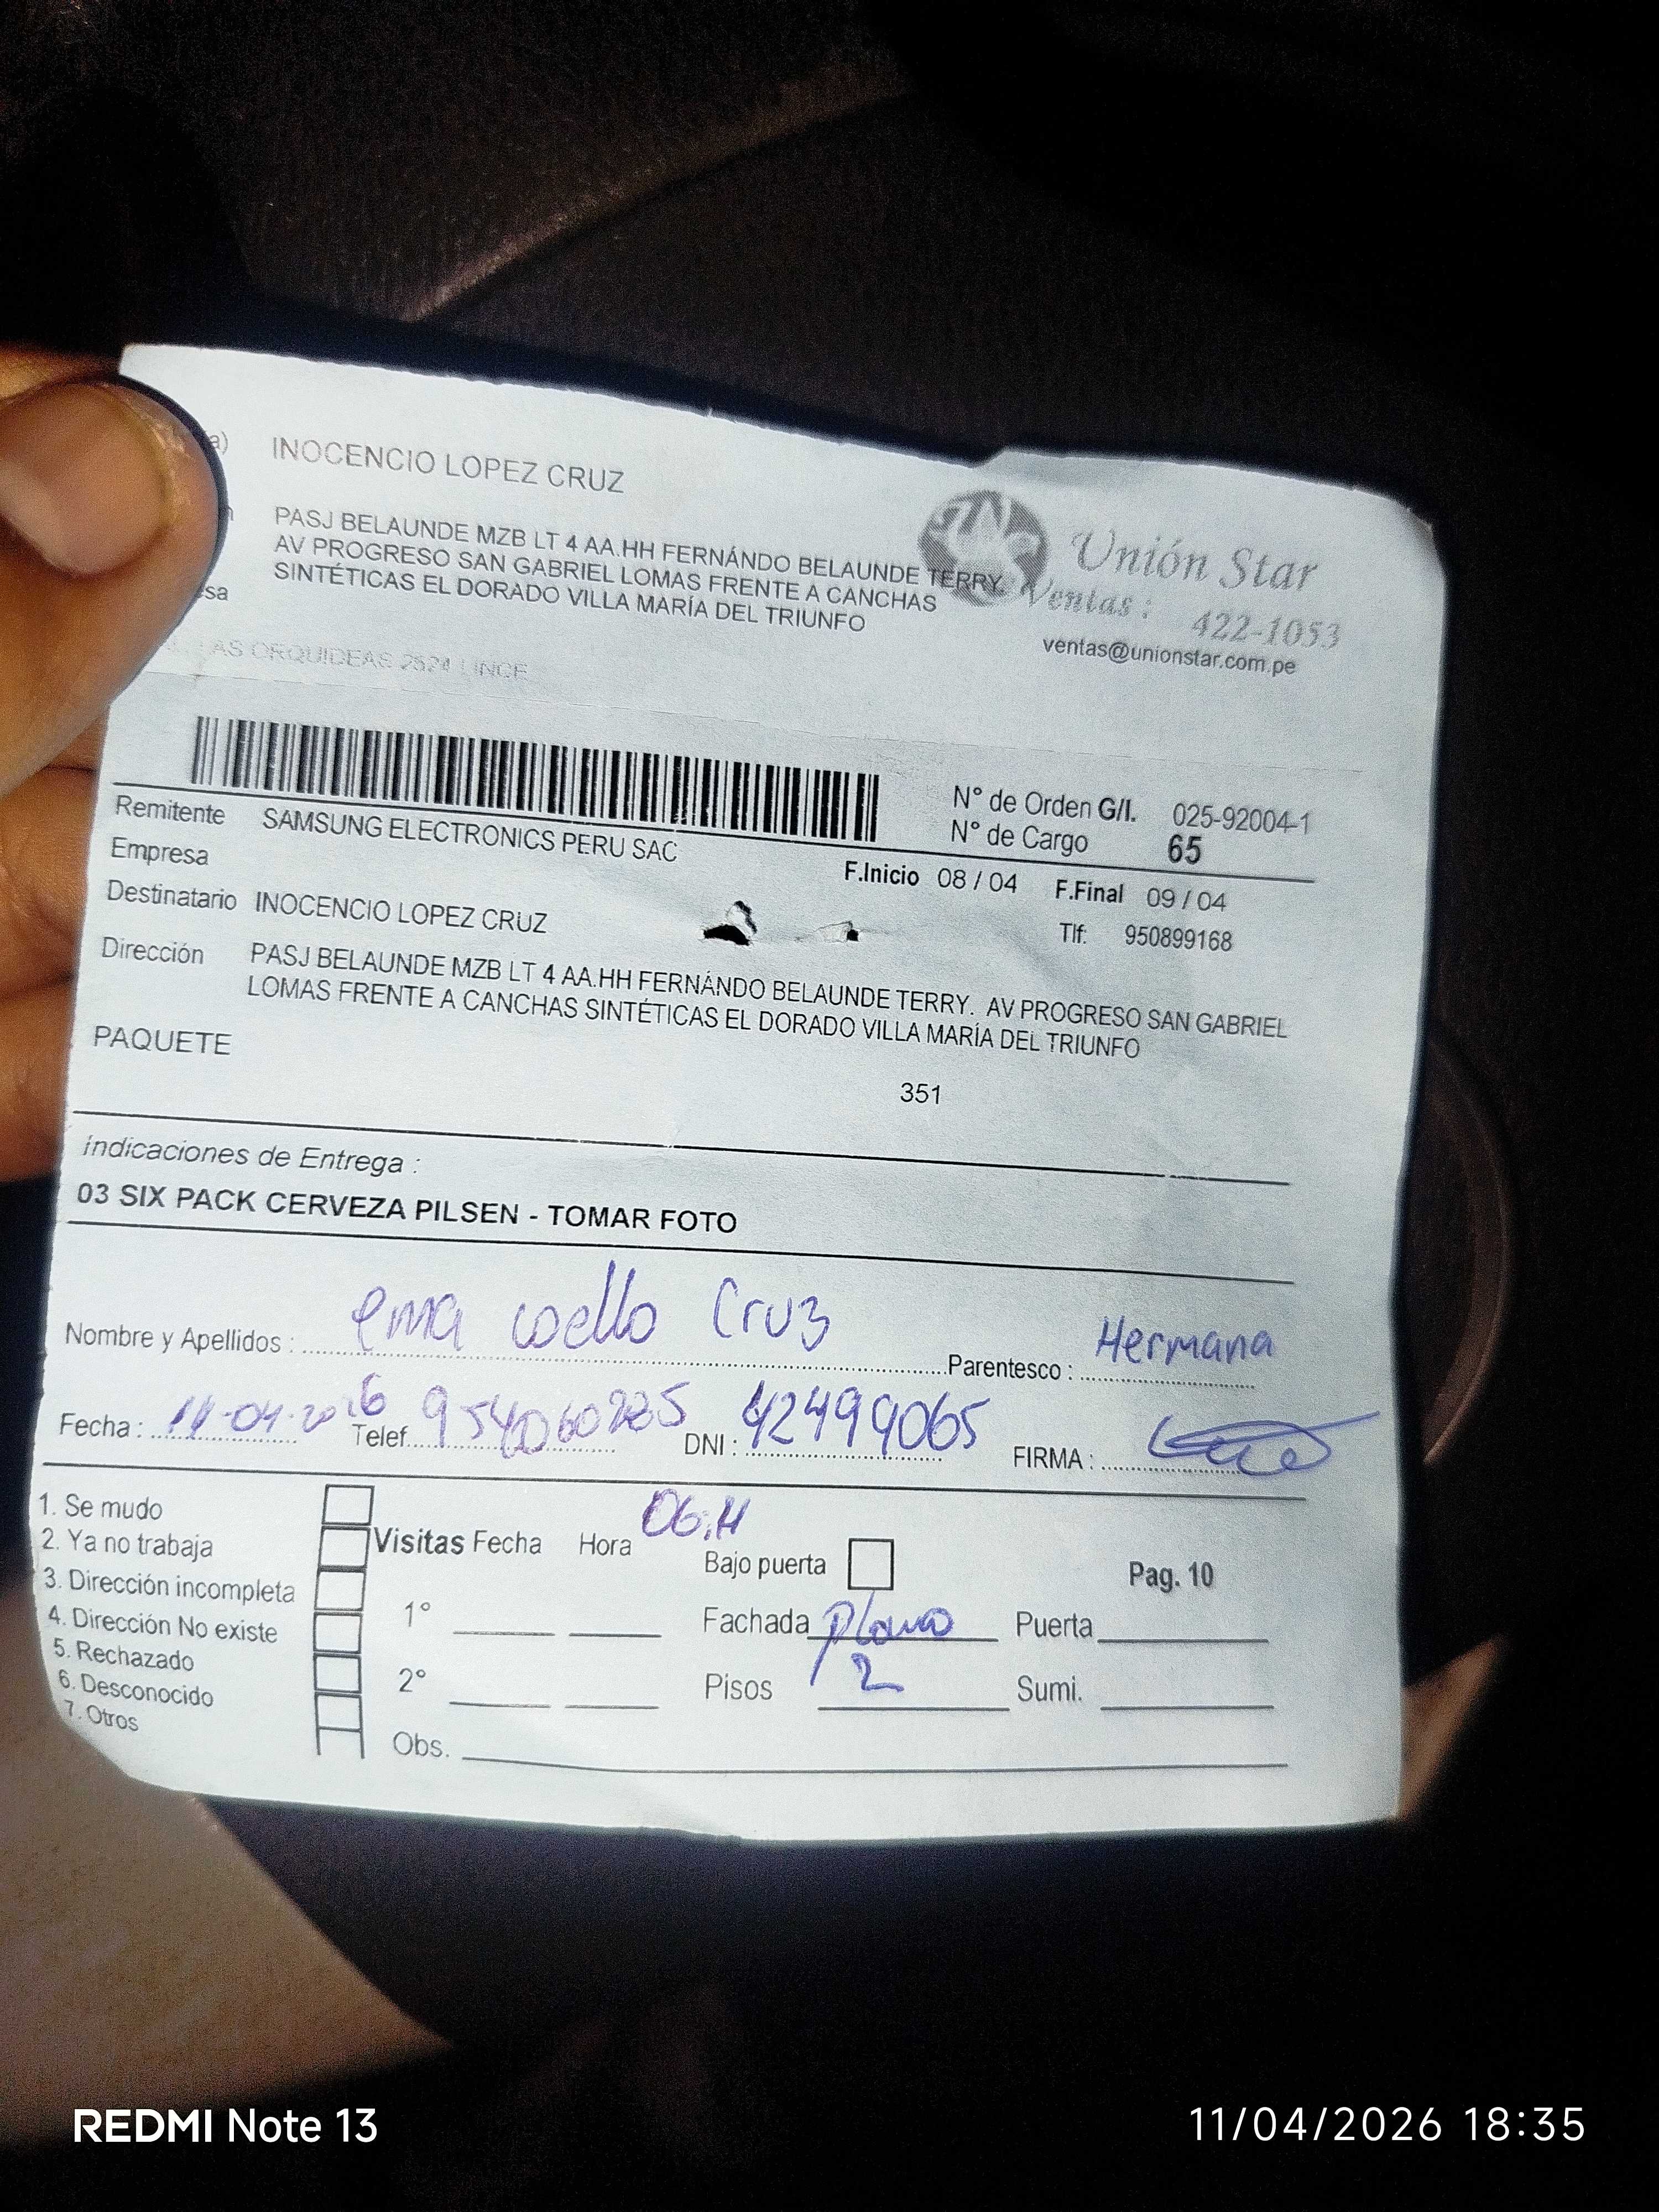 a)
INOCENCIO LOPEZ CRUZ
PASJ BELAUNDE MZB LT 4 AA.HH FERNÁNDO BELAUNDE TERRY.
AV PROGRESO SAN GABRIEL LOMAS FRENTE A CANCHAS
SINTÉTICAS EL DORADO VILLA MARÍA DEL TRIUNFO
sa
LAS ORQUIDEAS 2524 LINCE
Unión Star
Ventas : 422-1053
ventas@unionstar.com.pe
N° de Orden G/I. 025-92004-1
N° de Cargo 65
Remitente SAMSUNG ELECTRONICS PERU SAC
Empresa
F.Inicio 08 / 04 F.Final 09 / 04
Destinatario INOCENCIO LOPEZ CRUZ
Tlf: 950899168
Dirección PASJ BELAUNDE MZB LT 4 AA.HH FERNÁNDO BELAUNDE TERRY. AV PROGRESO SAN GABRIEL
LOMAS FRENTE A CANCHAS SINTÉTICAS EL DORADO VILLA MARÍA DEL TRIUNFO
PAQUETE
351
Indicaciones de Entrega :
03 SIX PACK CERVEZA PILSEN - TOMAR FOTO
Nombre y Apellidos : ema coello Cruz Parentesco : Hermana
Fecha : 11-04-2026 Telef. DNI : 42499065 FIRMA :
1. Se mudo
2. Ya no trabaja
3. Dirección incompleta
4. Dirección No existe
5. Rechazado
6. Desconocido
7. Otros
Visitas Fecha Hora
1°
2°
Obs.
Bajo puerta
Fachada plomo Puerta
Pisos 2 Sumi.
Pag. 10
REDMI Note 13
11/04/2026 18:35